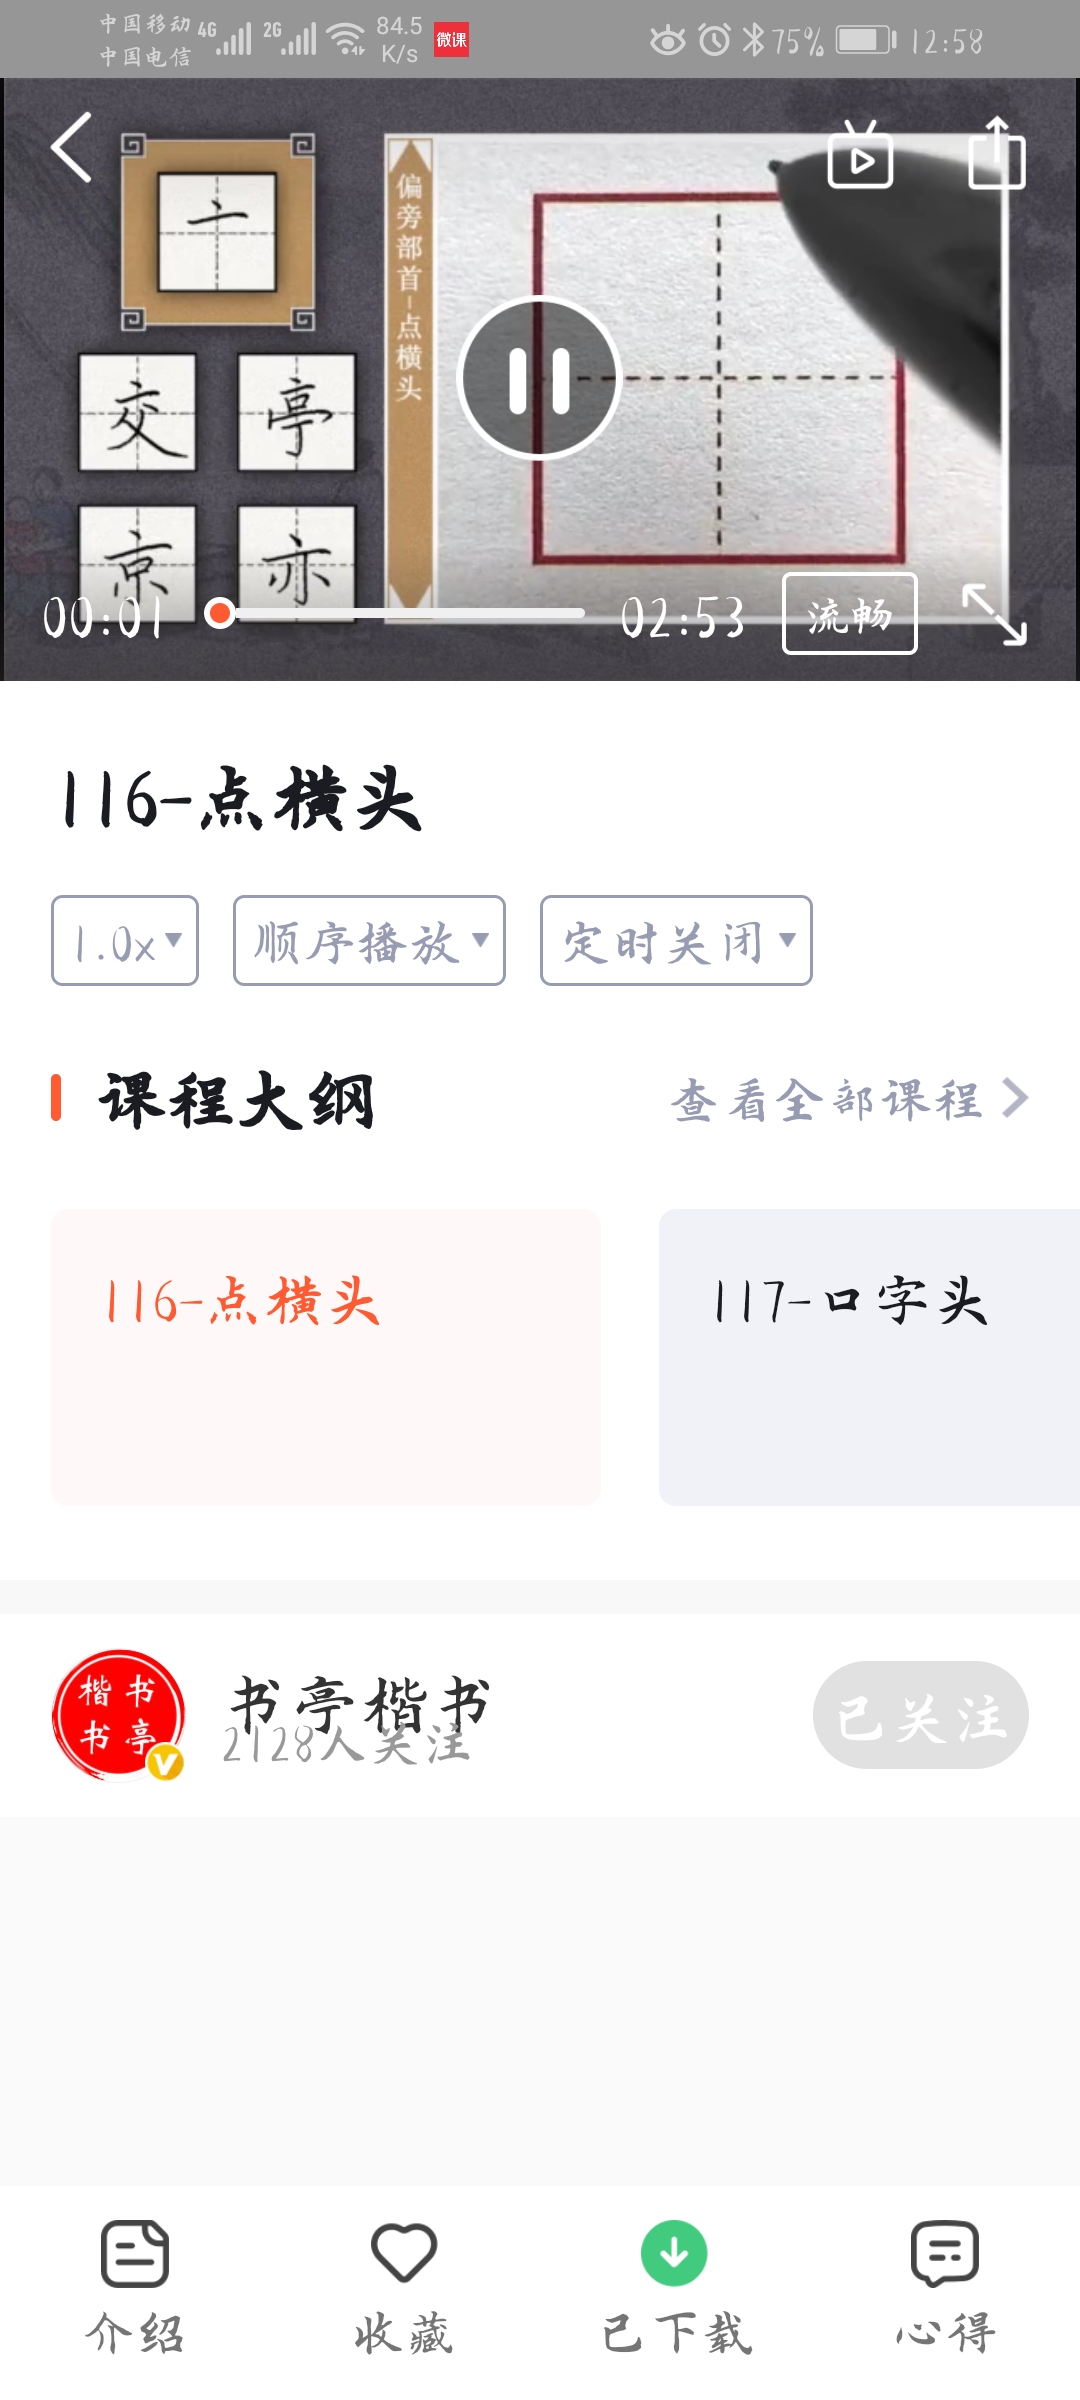 中国移动 4G 2G 84.5 K/s 微课 75% 12:58
中国电信
亠
交 亭
京 亦
偏旁部首-点横头
00:01 02:53 流畅
116-点横头
1.0x 顺序播放 定时关闭
课程大纲 查看全部课程
116-点横头 117-口字头
楷书
书亭
书亭楷书
2128人关注
已关注
介绍 收藏 已下载 心得